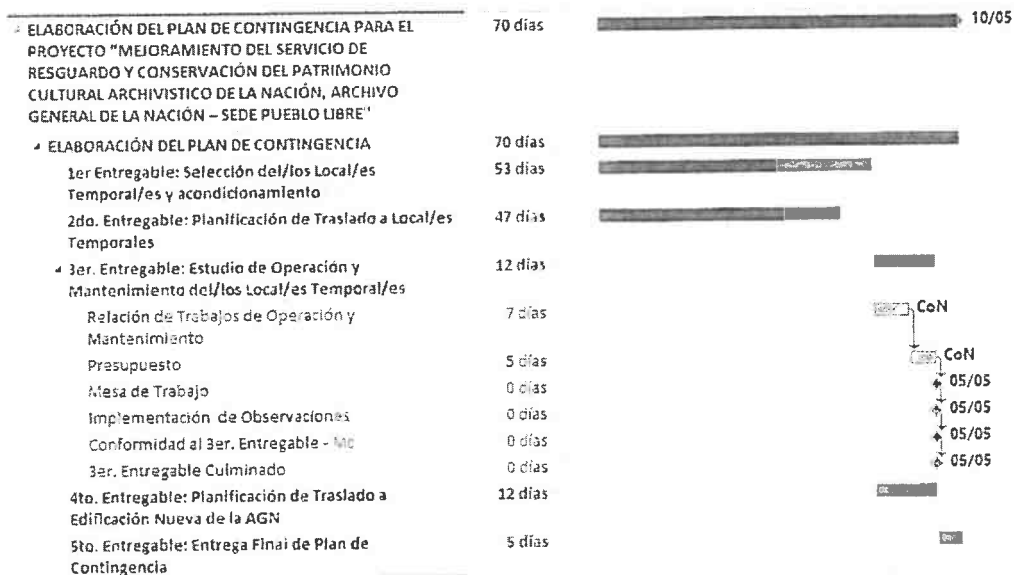 ELABORACIÓN DEL PLAN DE CONTINGENCIA PARA EL 70 días 10/05
PROYECTO "MEJORAMIENTO DEL SERVICIO DE
RESGUARDO Y CONSERVACIÓN DEL PATRIMONIO
CULTURAL ARCHIVISTICO DE LA NACIÓN, ARCHIVO
GENERAL DE LA NACIÓN – SEDE PUEBLO LIBRE"
ELABORACIÓN DEL PLAN DE CONTINGENCIA 70 días
1er Entregable: Selección del/los Local/es 53 días
Temporal/es y acondicionamiento
2do. Entregable: Planificación de Traslado a Local/es 47 días
Temporales
3er. Entregable: Estudio de Operación y 12 días
Mantenimiento del/los Local/es Temporal/es
Relación de Trabajos de Operación y 7 días CoN
Mantenimiento
Presupuesto 5 días CoN
Mesa de Trabajo 0 días 05/05
Implementación de Observaciones 0 días 05/05
Conformidad al 3er. Entregable - 0 días 05/05
3er. Entregable Culminado 0 días 05/05
4to. Entregable: Planificación de Traslado a 12 días
Edificación Nueva de la AGN
5to. Entregable: Entrega Final de Plan de 5 días
Contingencia